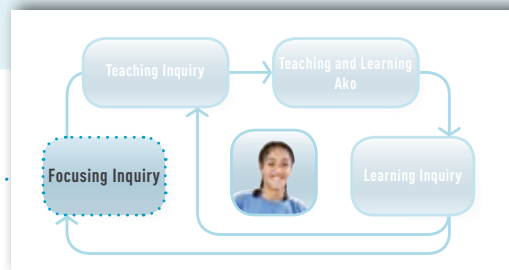 Teaching Inquiry
Teaching and Learning
Ako
Focusing Inquiry
Learning Inquiry